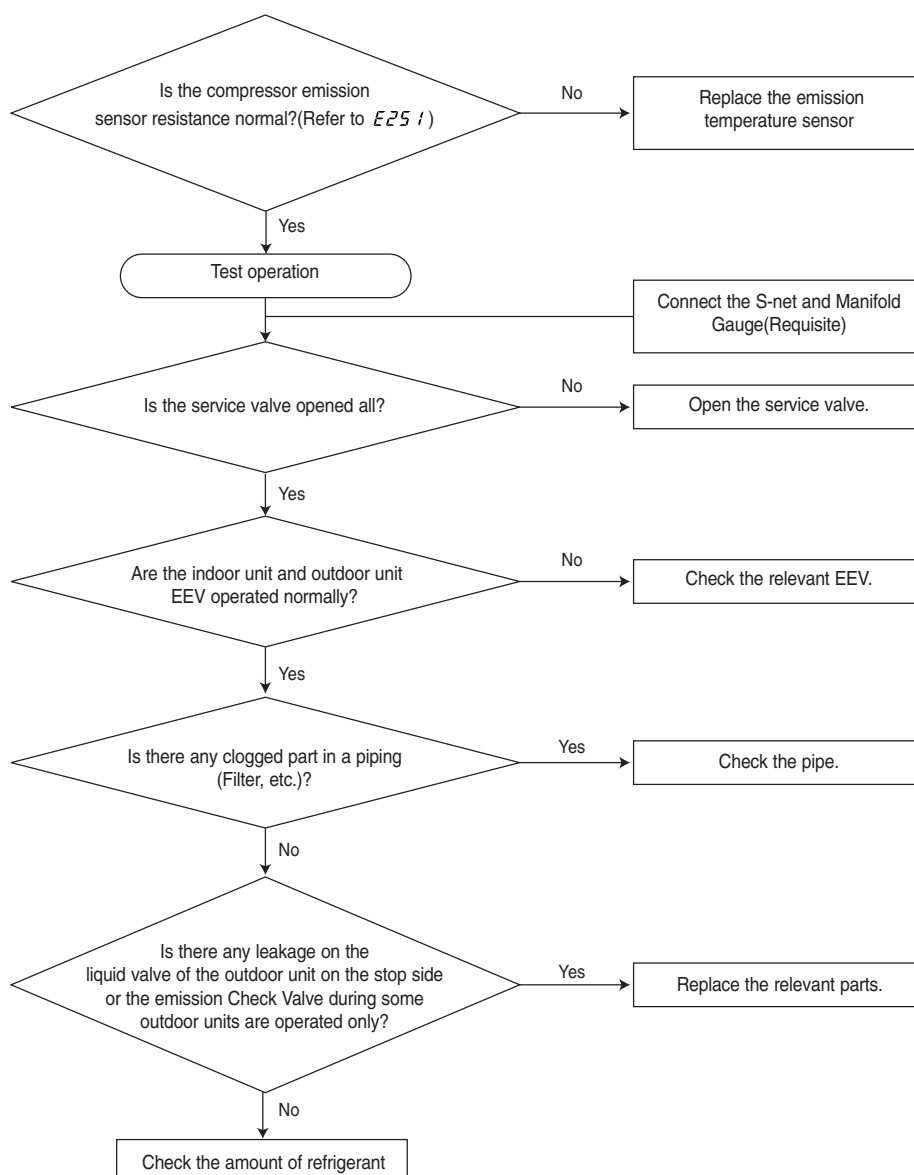 Is the compressor emission
sensor resistance normal?(Refer to E251)
No
Replace the emission
temperature sensor
Yes
Test operation
Connect the S-net and Manifold
Gauge(Requisite)
Is the service valve opened all?
No
Open the service valve.
Yes
Are the indoor unit and outdoor unit
EEV operated normally?
No
Check the relevant EEV.
Yes
Is there any clogged part in a piping
(Filter, etc.)?
Yes
Check the pipe.
No
Is there any leakage on the
liquid valve of the outdoor unit on the stop side
or the emission Check Valve during some
outdoor units are operated only?
Yes
Replace the relevant parts.
No
Check the amount of refrigerant